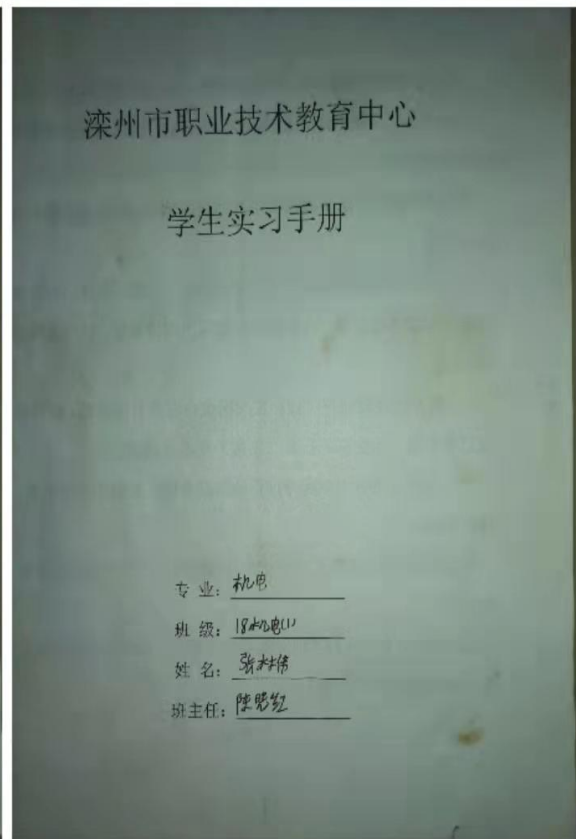 滦州市职业技术教育中心
学生实习手册
专 业: 机电
班 级: 18机电(1)
姓 名: 张林伟
班主任: 陈晓红